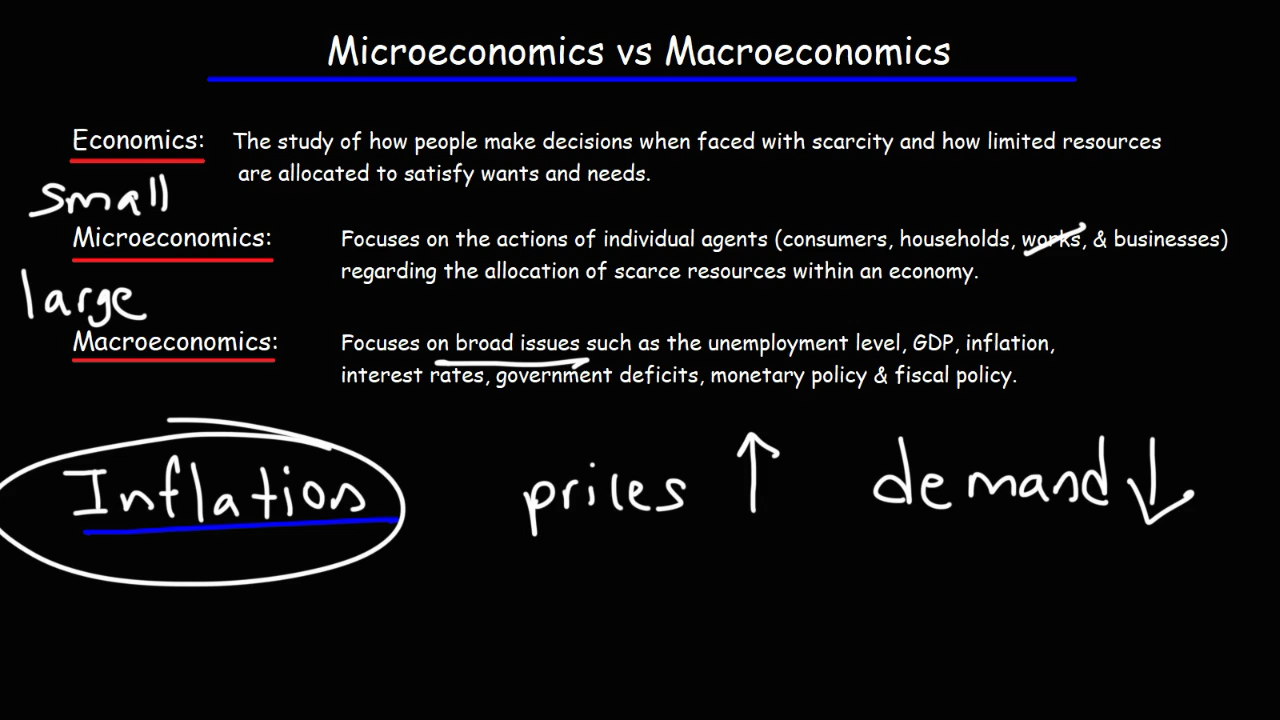 Microeconomics vs Macroeconomics
Economics: The study of how people make decisions when faced with scarcity and how limited resources
are allocated to satisfy wants and needs.
small
Microeconomics: Focuses on the actions of individual agents (consumers, households, works, & businesses)
regarding the allocation of scarce resources within an economy.
large
Macroeconomics: Focuses on broad issues such as the unemployment level, GDP, inflation,
interest rates, government deficits, monetary policy & fiscal policy.
Inflation prices ↑ demand ↓